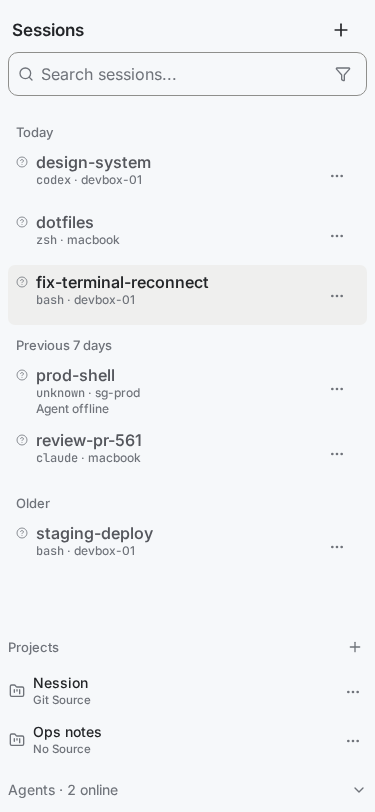 Sessions
Search sessions...
Today
design-system
codex · devbox-01
dotfiles
zsh · macbook
fix-terminal-reconnect
bash · devbox-01
Previous 7 days
prod-shell
unknown · sg-prod
Agent offline
review-pr-561
claude · macbook
Older
staging-deploy
bash · devbox-01
Projects
Nession
Git Source
Ops notes
No Source
Agents · 2 online